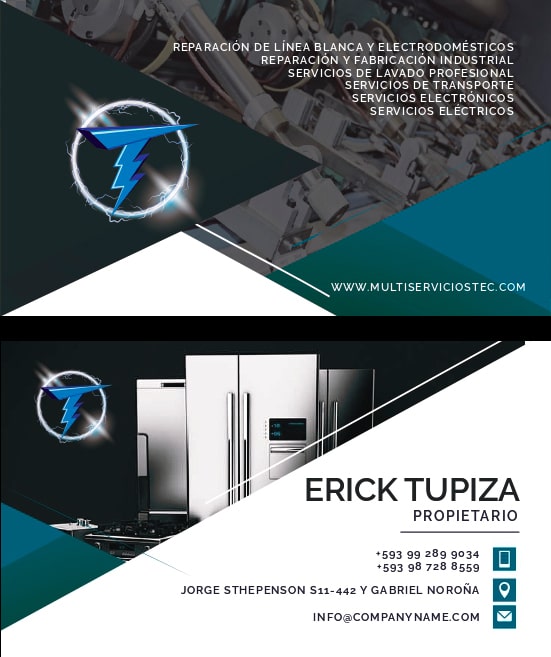 REPARACIÓN DE LÍNEA BLANCA Y ELECTRODOMÉSTICOS
REPARACIÓN Y FABRICACIÓN INDUSTRIAL
SERVICIOS DE LAVADO PROFESIONAL
SERVICIOS DE TRANSPORTE
SERVICIOS ELECTRÓNICOS
SERVICIOS ELÉCTRICOS
WWW.MULTISERVICIOSTEC.COM
ERICK TUPIZA
PROPIETARIO
+593 99 289 9034
+593 98 728 8559
JORGE STHEPENSON S11-442 Y GABRIEL NOROÑA
INFO@COMPANYNAME.COM